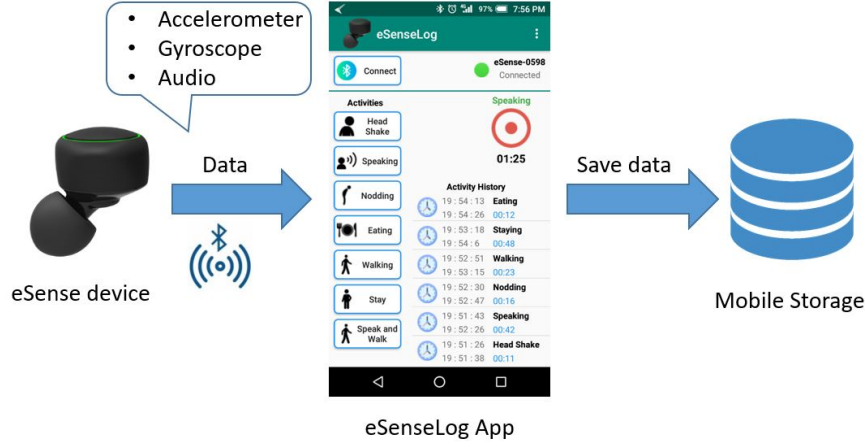 • Accelerometer
• Gyroscope
• Audio
eSense device
Data
97% 7:56 PM
eSenseLog
Connect
eSense-0598
Connected
Activities
Head
Shake
Speaking
Nodding
Eating
Walking
Stay
Speak and
Walk
Speaking
01:25
Activity History
19 : 54 : 13 Eating
19 : 54 : 26 00:12
19 : 53 : 18 Staying
19 : 54 : 6 00:48
19 : 52 : 51 Walking
19 : 53 : 15 00:23
19 : 52 : 30 Nodding
19 : 52 : 47 00:16
19 : 51 : 43 Speaking
19 : 52 : 26 00:42
19 : 51 : 26 Head Shake
19 : 51 : 38 00:11
eSenseLog App
Save data
Mobile Storage